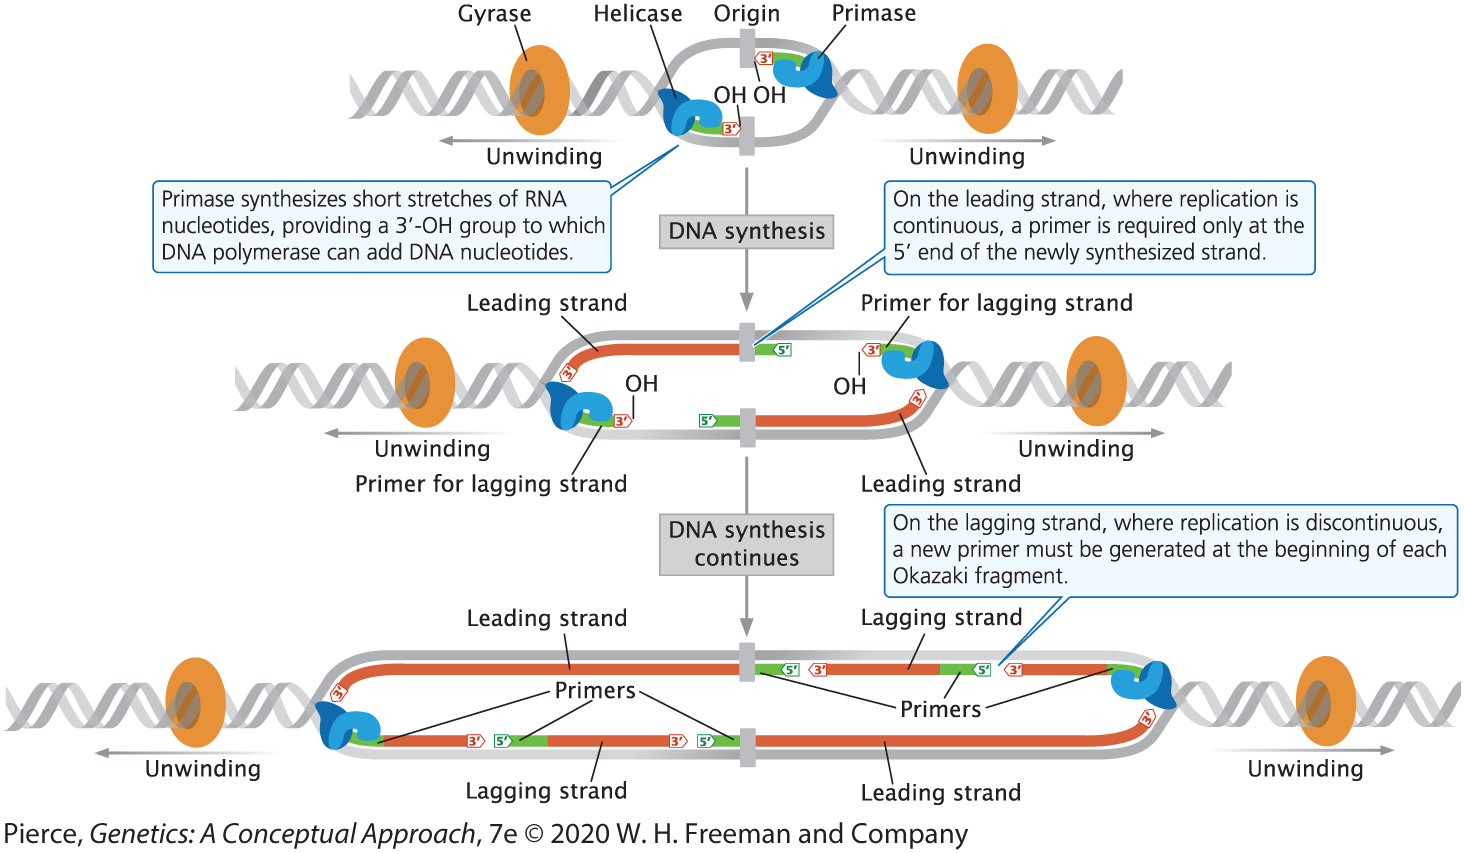 Gyrase
Helicase
Origin
Primase
3′
OH OH
3′
Unwinding
Unwinding
Primase synthesizes short stretches of RNA
nucleotides, providing a 3′-OH group to which
DNA polymerase can add DNA nucleotides.
DNA synthesis
On the leading strand, where replication is
continuous, a primer is required only at the
5′ end of the newly synthesized strand.
Leading strand
Primer for lagging strand
5′
3′
3′
OH
OH
3′
3′
5′
Unwinding
Unwinding
Primer for lagging strand
Leading strand
DNA synthesis
continues
On the lagging strand, where replication is discontinuous,
a new primer must be generated at the beginning of each
Okazaki fragment.
Leading strand
Lagging strand
5′
3′
5′
3′
3′
Primers
Primers
3′
3′
5′
3′
5′
Unwinding
Unwinding
Lagging strand
Leading strand
Pierce, Genetics: A Conceptual Approach, 7e © 2020 W. H. Freeman and Company